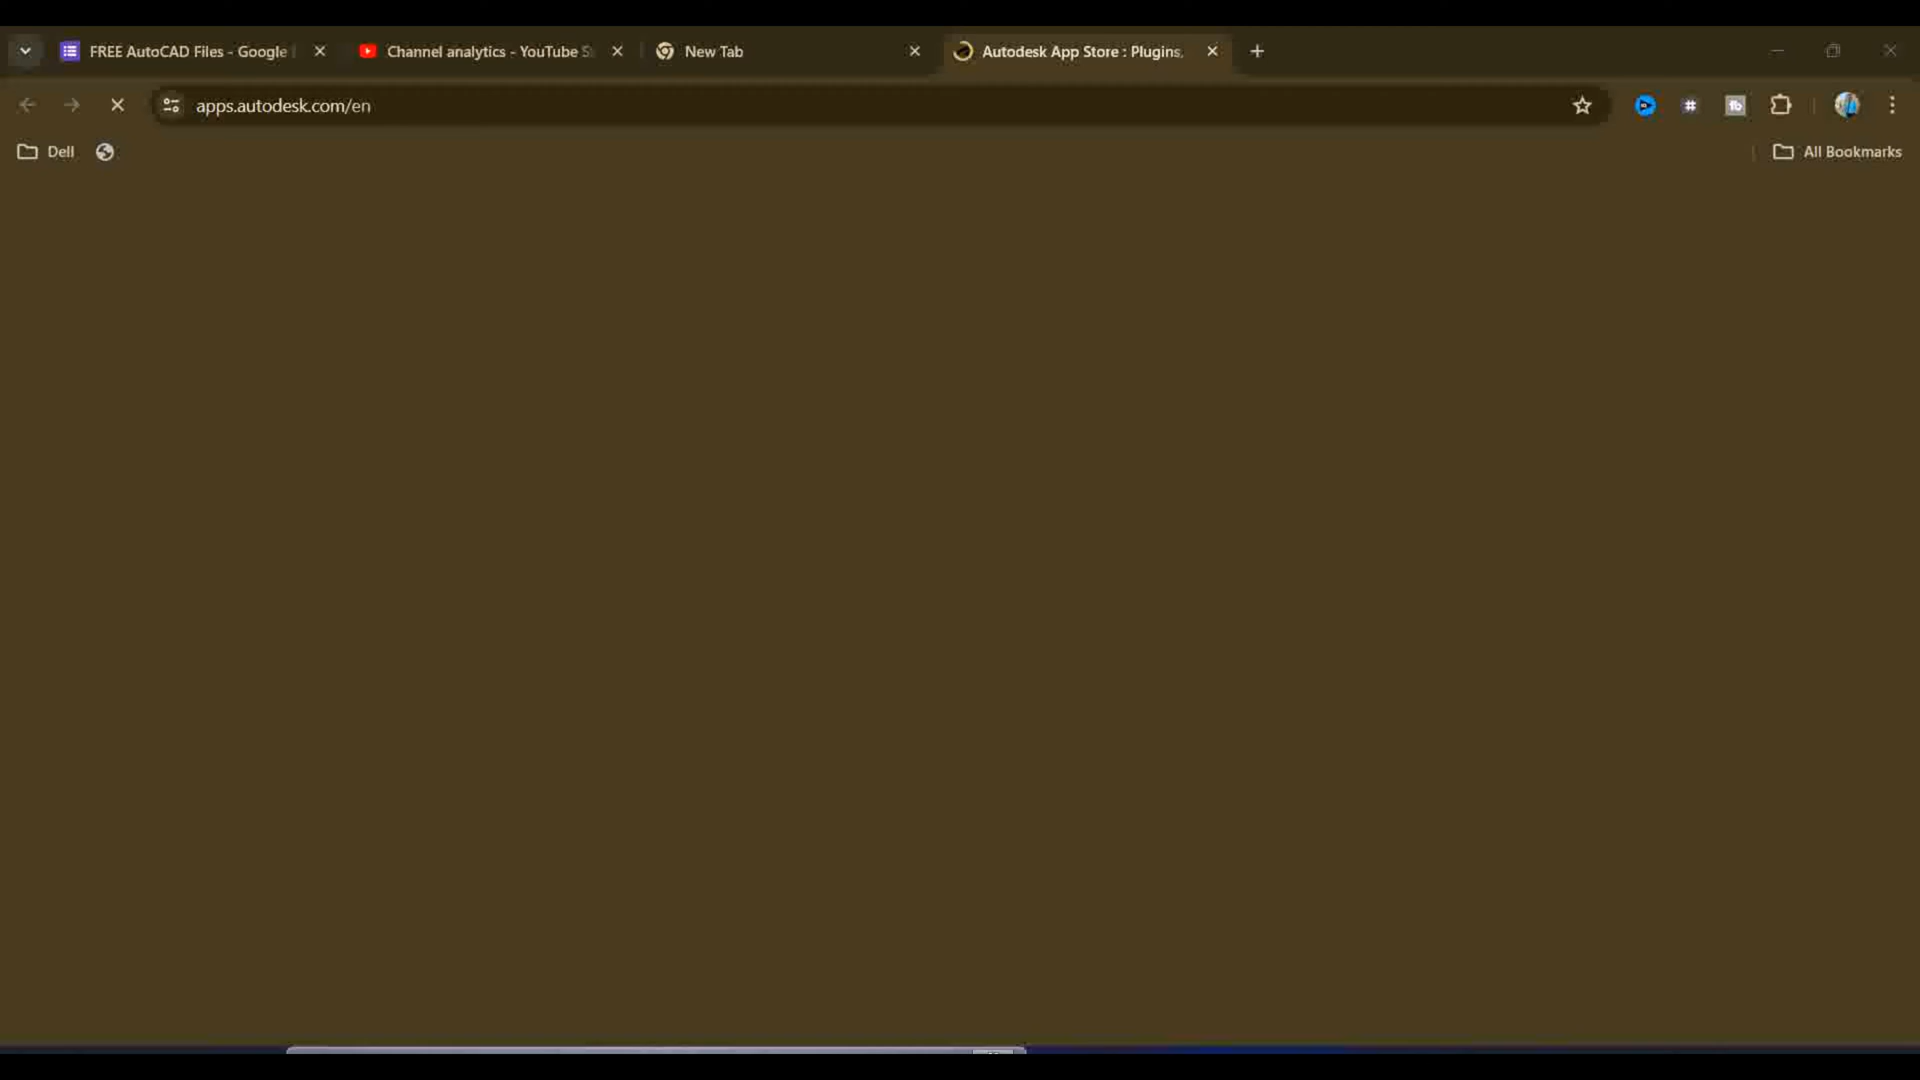 FREE AutoCAD Files - Google
Channel analytics - YouTube S
New Tab
Autodesk App Store : Plugins,
apps.autodesk.com/en
Dell
All Bookmarks